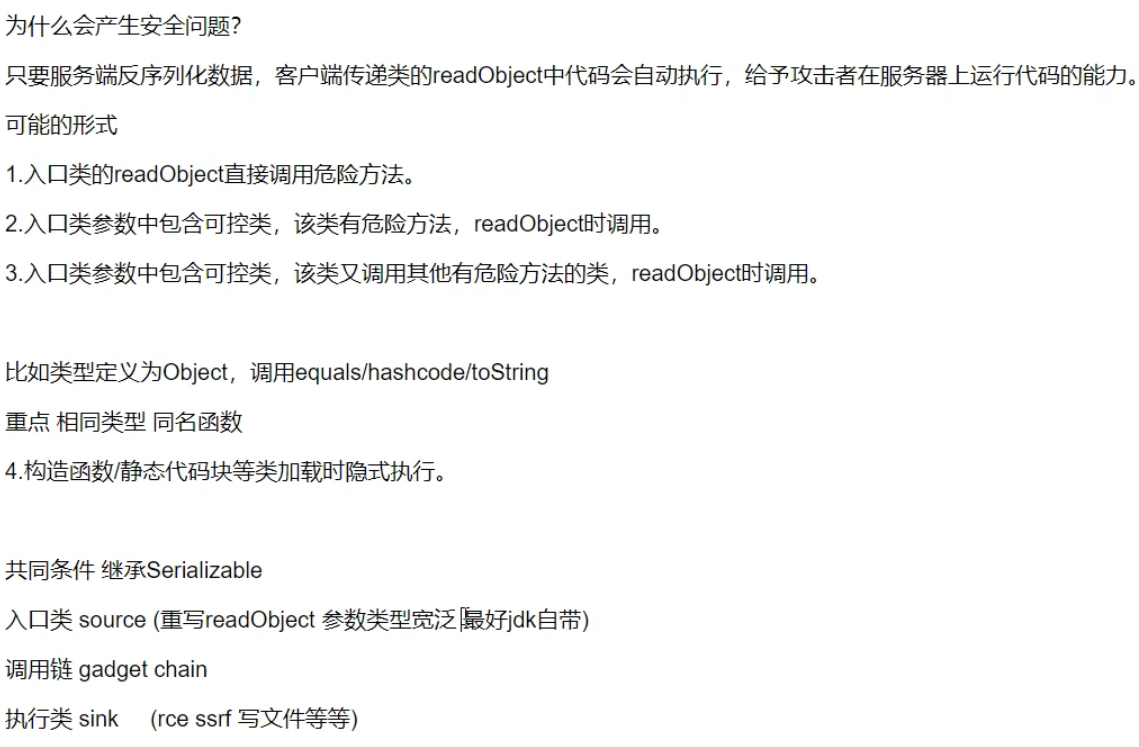 为什么会产生安全问题?
只要服务端反序列化数据，客户端传递类的readObject中代码会自动执行，给予攻击者在服务器上运行代码的能力。
可能的形式
1.入口类的readObject直接调用危险方法。
2.入口类参数中包含可控类，该类有危险方法，readObject时调用。
3.入口类参数中包含可控类，该类又调用其他有危险方法的类，readObject时调用。
比如类型定义为Object，调用equals/hashcode/toString
重点 相同类型 同名函数
4.构造函数/静态代码块等类加载时隐式执行。
共同条件 继承Serializable
入口类 source (重写readObject 参数类型宽泛 最好jdk自带)
调用链 gadget chain
执行类 sink (rce ssrf 写文件等等)